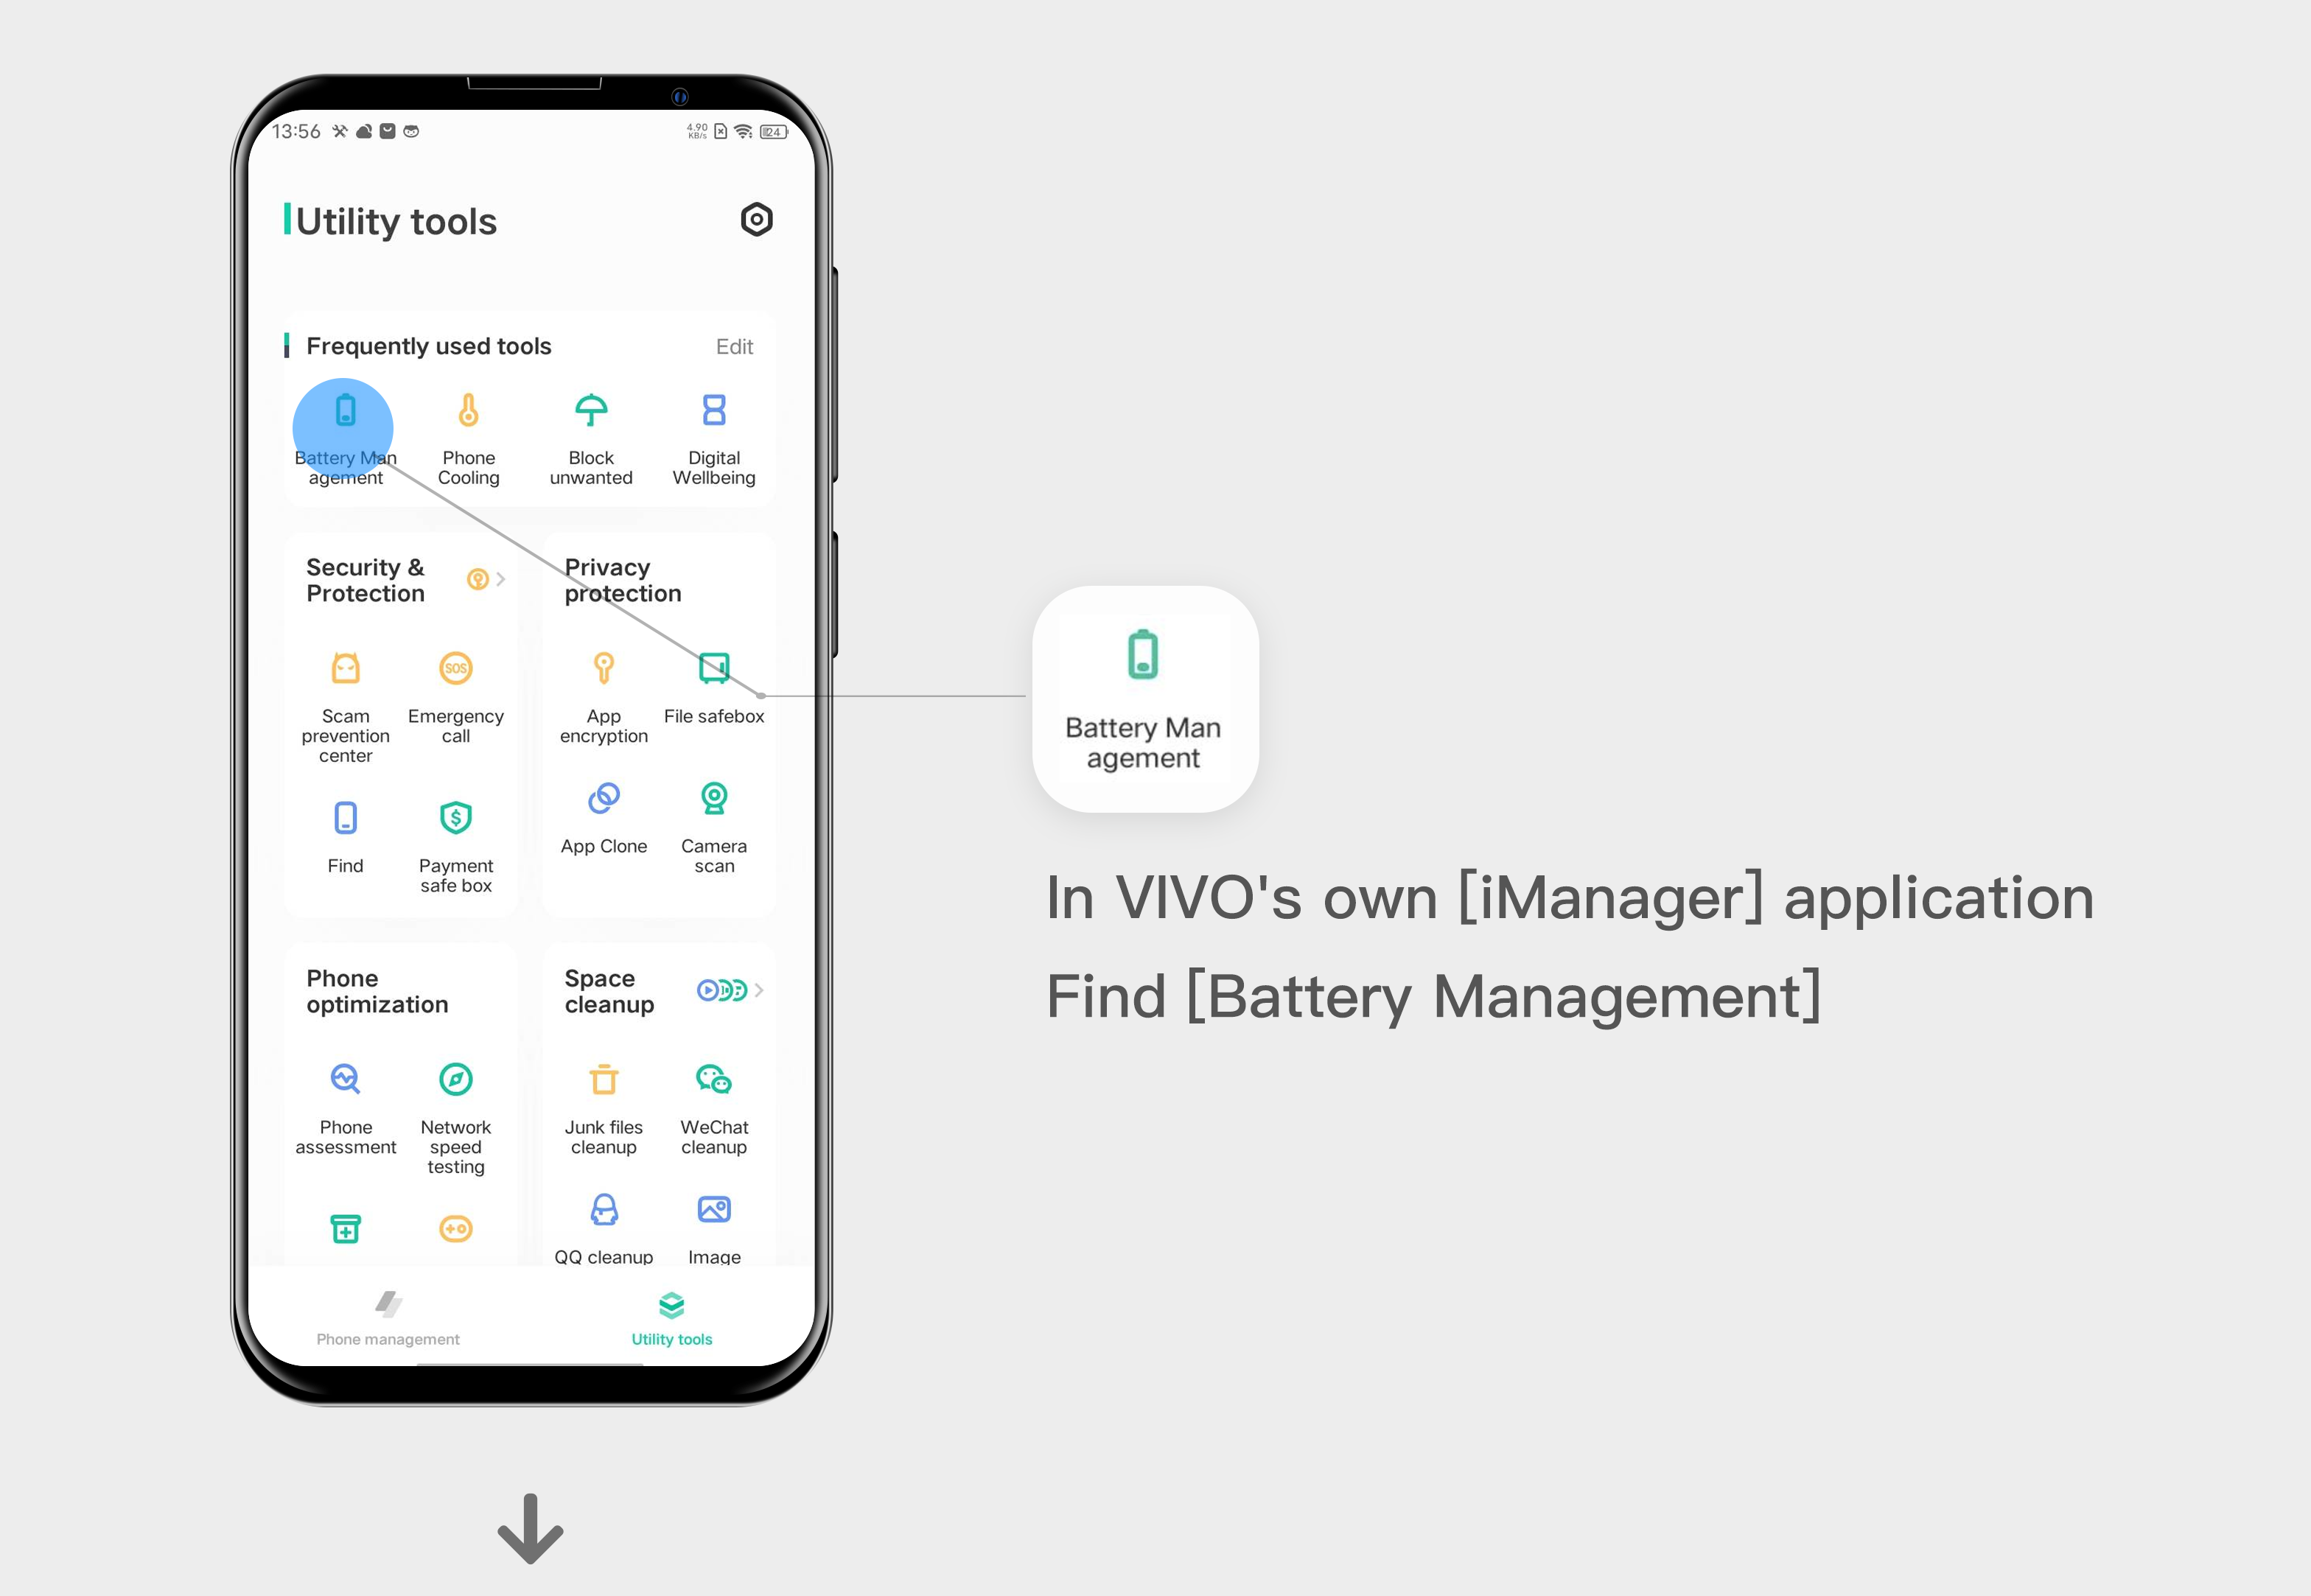 13:56
4.90
KB/s
24
Utility tools
Frequently used tools
Edit
Battery Man
agement
Phone
Cooling
Block
unwanted
Digital
Wellbeing
Security &
Protection
Privacy
protection
SOS
Scam
prevention
center
Emergency
call
App
encryption
File safebox
$
Find
Payment
safe box
App Clone
Camera
scan
Phone
optimization
Space
cleanup
Phone
assessment
Network
speed
testing
Junk files
cleanup
WeChat
cleanup
QQ cleanup
Image
Phone management
Utility tools
Battery Man
agement
In VIVO's own [iManager] application
Find [Battery Management]